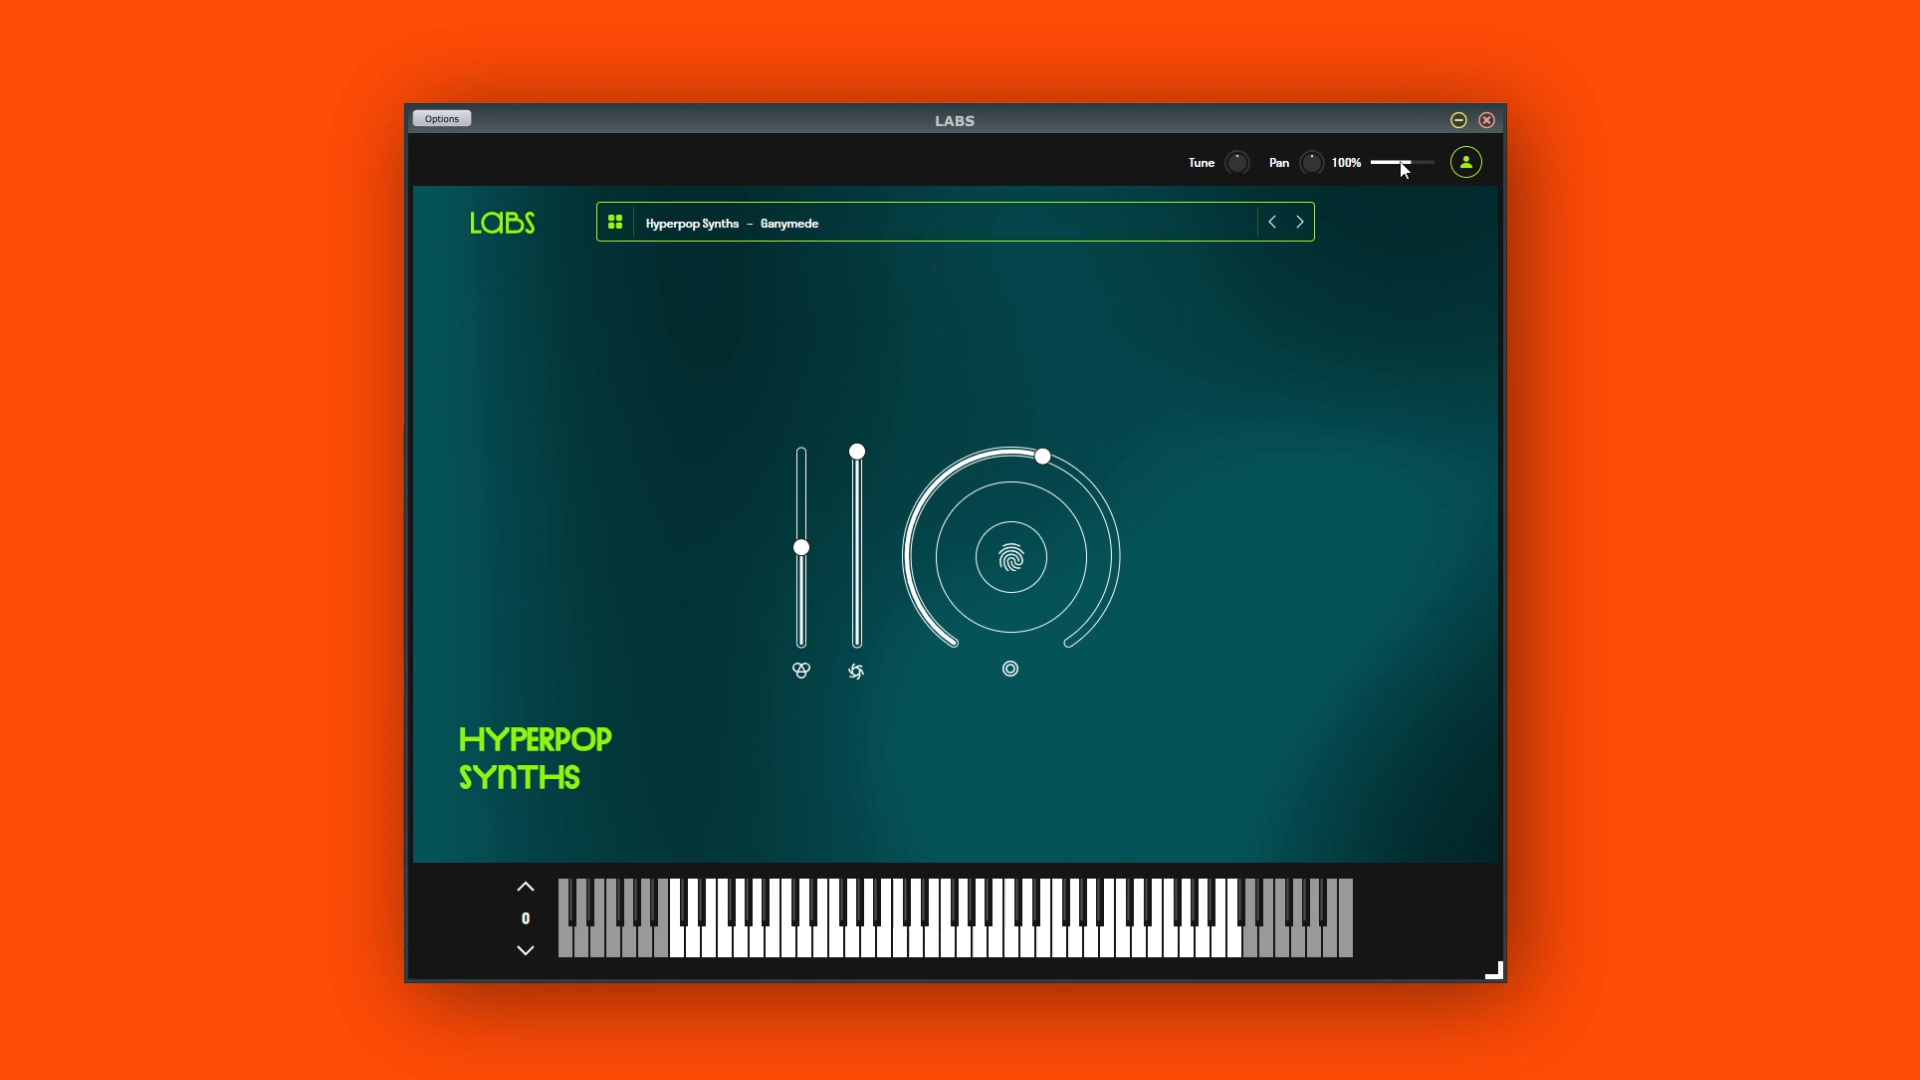 Options
LABS
Tune
Pan
100%
LABS
Hyperpop Synths – Ganymede
HYPERPOP
SYNTHS
0